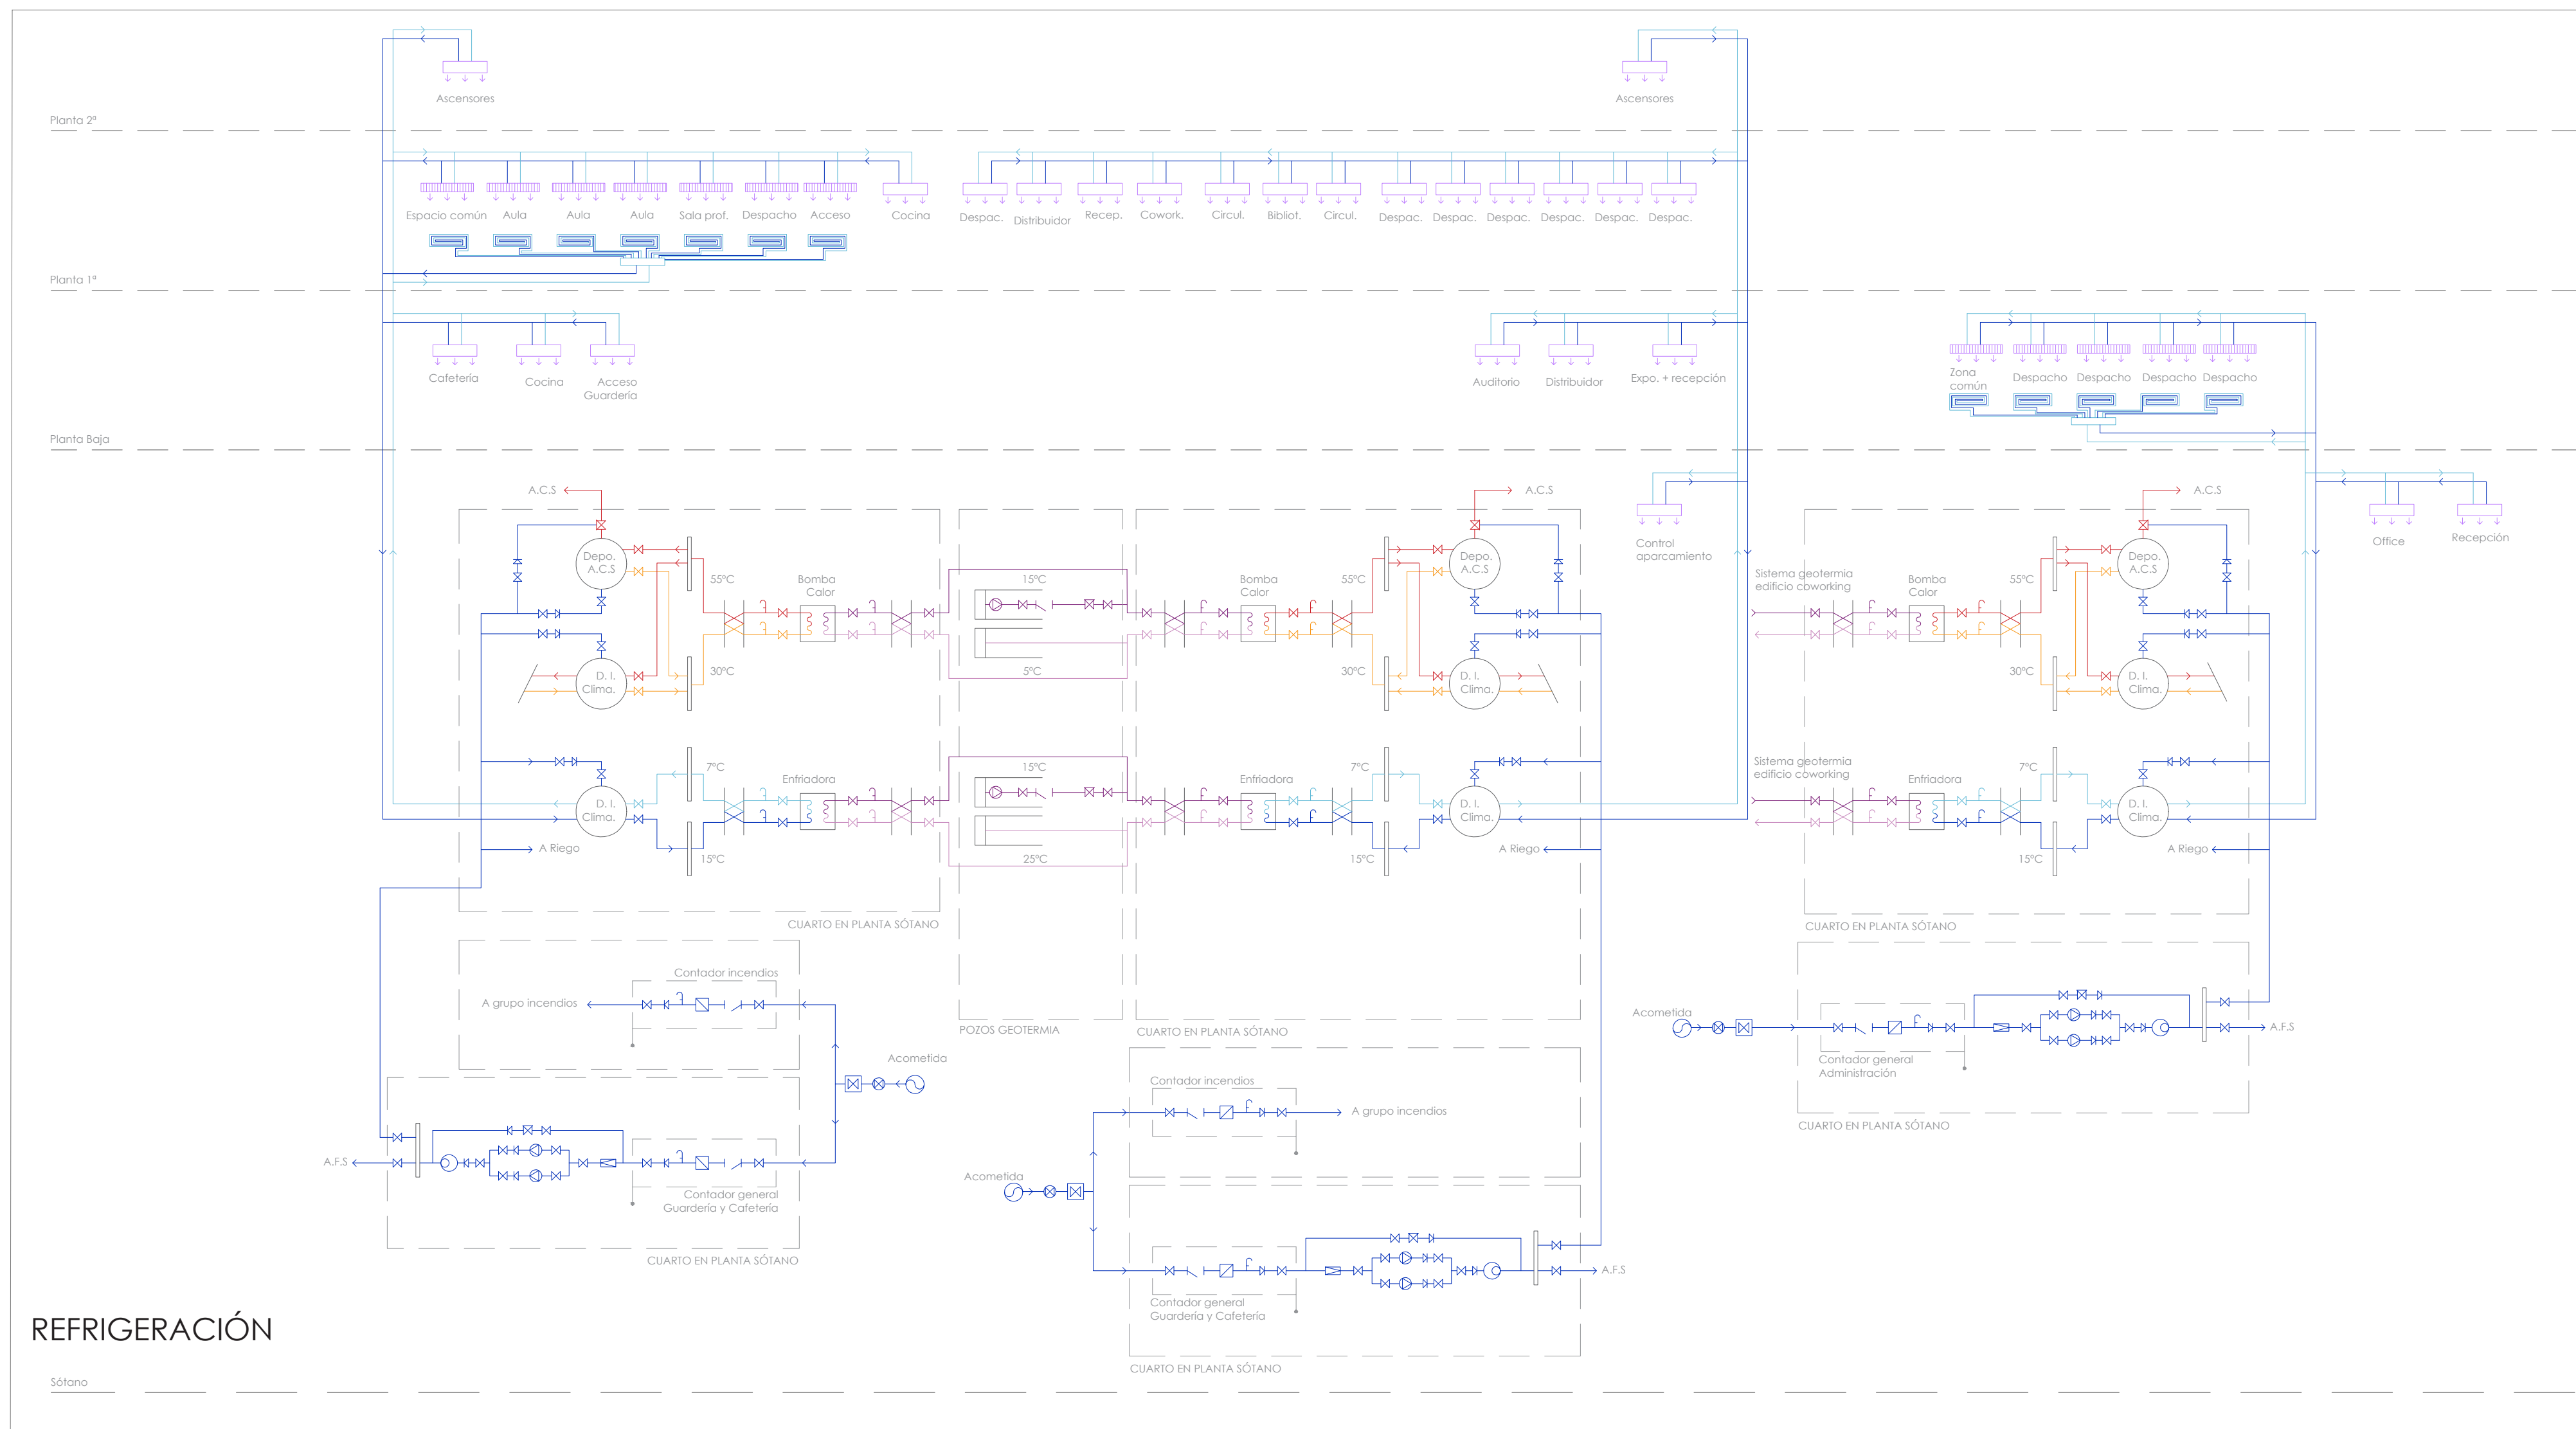 Ascensores
Ascensores
Planta 2ª
Espacio común
Aula
Aula
Aula
Sala prof.
Despacho
Acceso
Cocina
Despac.
Distribuidor
Recep.
Cowork.
Circul.
Bibliot.
Circul.
Despac.
Despac.
Despac.
Despac.
Despac.
Despac.
Planta 1ª
Cafetería
Cocina
Acceso
Guardería
Auditorio
Distribuidor
Expo. + recepción
Zona
común
Despacho
Despacho
Despacho
Despacho
Planta Baja
A.C.S
Depo.
A.C.S
55ºC
Bomba
Calor
30ºC
D. I.
Clima.
15ºC
5ºC
Bomba
Calor
55ºC
30ºC
A.C.S
Depo.
A.C.S
D. I.
Clima.
Control
aparcamiento
Sistema geotermia
edificio coworking
Bomba
Calor
55ºC
30ºC
A.C.S
Depo.
A.C.S
D. I.
Clima.
Office
Recepción
7ºC
Enfriadora
D. I.
Clima.
15ºC
A Riego
15ºC
25ºC
Enfriadora
7ºC
15ºC
D. I.
Clima.
A Riego
Sistema geotermia
edificio coworking
Enfriadora
7ºC
15ºC
D. I.
Clima.
A Riego
CUARTO EN PLANTA SÓTANO
CUARTO EN PLANTA SÓTANO
Contador incendios
A grupo incendios
POZOS GEOTERMIA
CUARTO EN PLANTA SÓTANO
Acometida
A.F.S
Contador general
Administración
CUARTO EN PLANTA SÓTANO
Acometida
Contador incendios
A grupo incendios
A.F.S
Contador general
Guardería y Cafetería
CUARTO EN PLANTA SÓTANO
Acometida
A.F.S
Contador general
Guardería y Cafetería
CUARTO EN PLANTA SÓTANO
REFRIGERACIÓN
Sótano